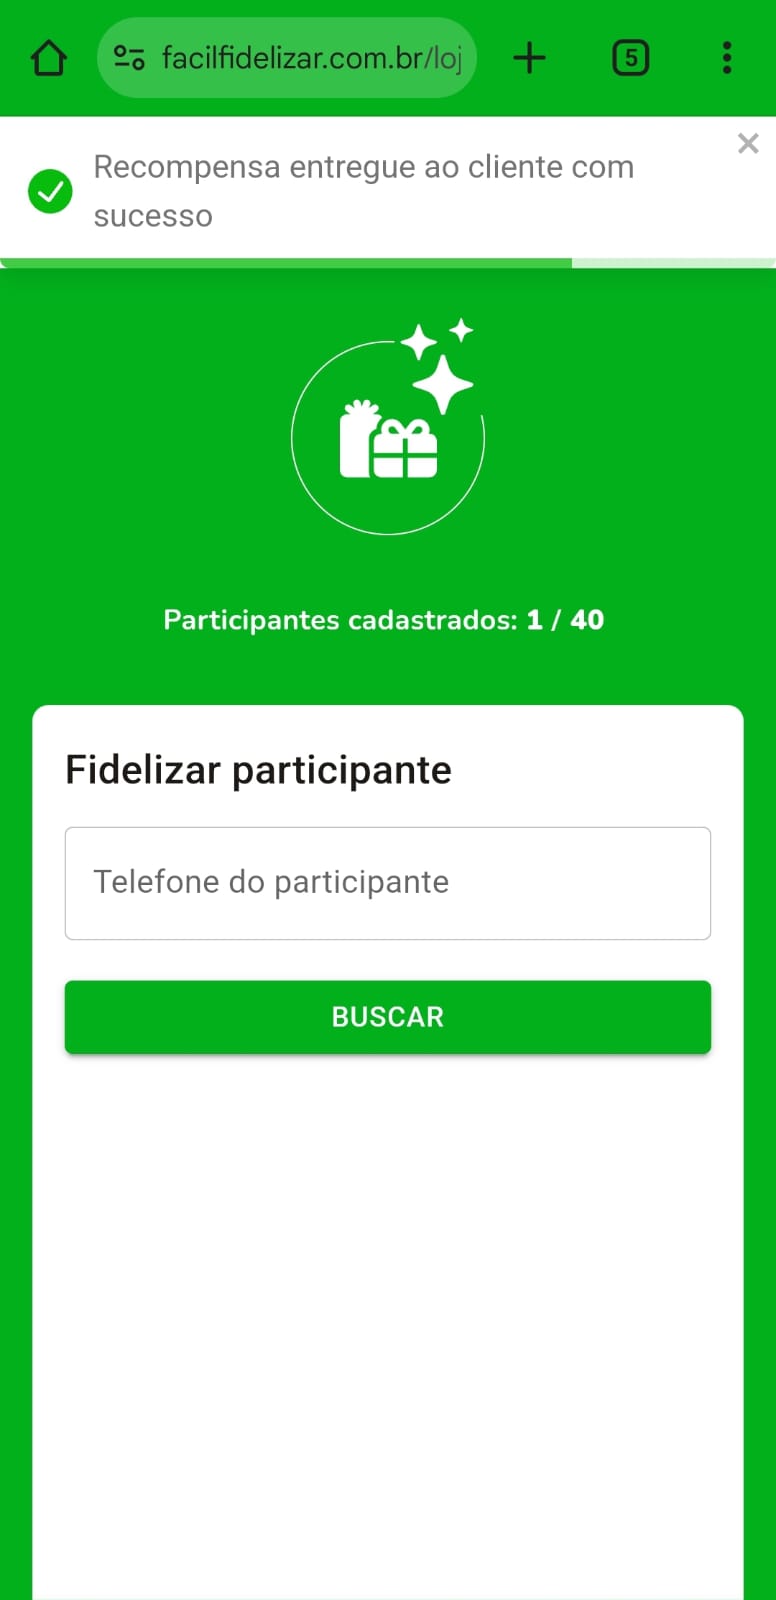 facilfidelizar.com.br/loj
5
Recompensa entregue ao cliente com
sucesso
Participantes cadastrados: 1 / 40
Fidelizar participante
Telefone do participante
BUSCAR